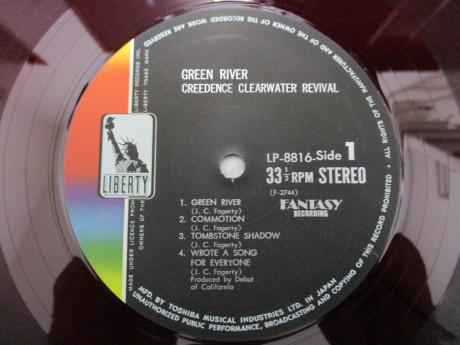 GREEN RIVER
CREEDENCE CLEARWATER REVIVAL
LP-8816-Side 1
33 1/3 RPM STEREO
(F-2744)
FANTASY
RECORDING
1. GREEN RIVER
(J. C. Fogerty)
2. COMMOTION
(J. C. Fogerty)
3. TOMBSTONE SHADOW
(J. C. Fogerty)
4. WROTE A SONG
FOR EVERYONE
(J. C. Fogerty)
Produced by Debut
of California
LIBERTY
LIBERTY RECORDS INC.
LIBERTY TRADE MARK
MADE UNDER LICENCE FROM
OWNERS OF THE
ALL RIGHTS OF THE MANUFACTURER AND OF THE OWNER OF THE RECORDED WORK ARE RESERVED.
MFD. BY TOSHIBA MUSICAL INDUSTRIES LTD. IN JAPAN
UNAUTHORIZED PUBLIC PERFORMANCE, BROADCASTING AND COPYING OF THIS RECORD PROHIBITED